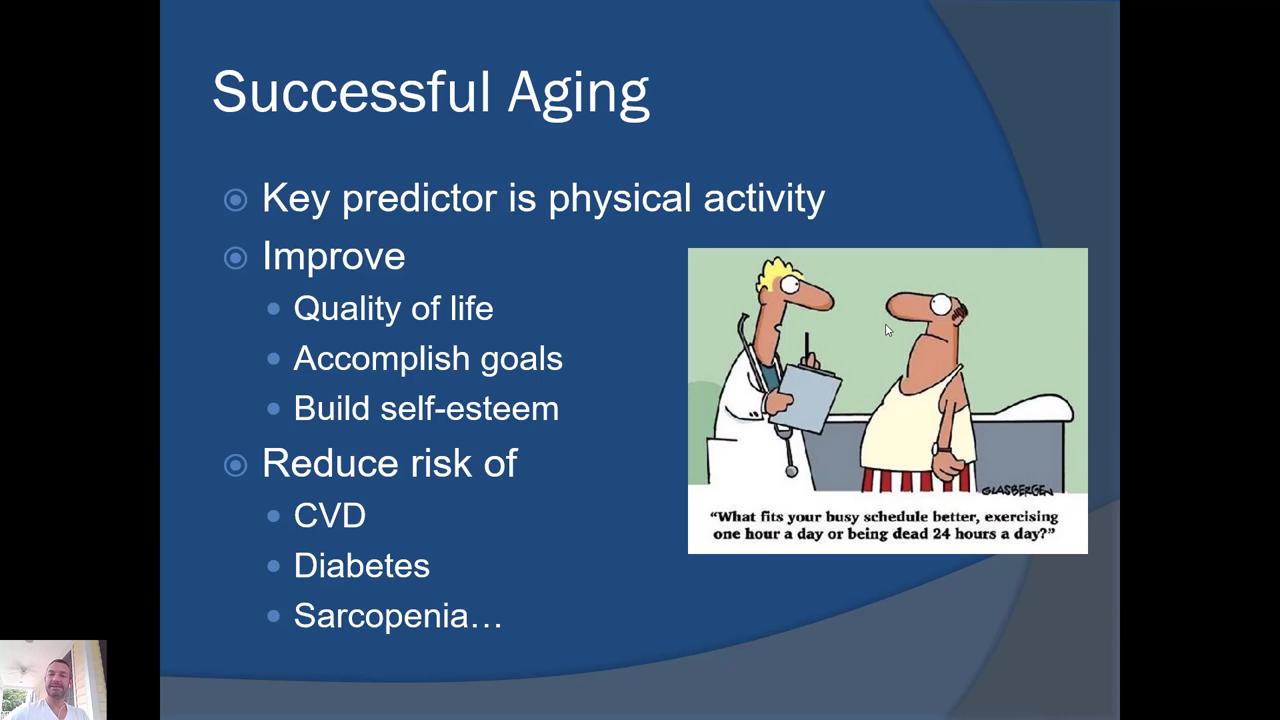 Successful Aging
Key predictor is physical activity
Improve
Quality of life
Accomplish goals
Build self-esteem
Reduce risk of
CVD
Diabetes
Sarcopenia…
GLASBERGEN
“What fits your busy schedule better, exercising
one hour a day or being dead 24 hours a day?”